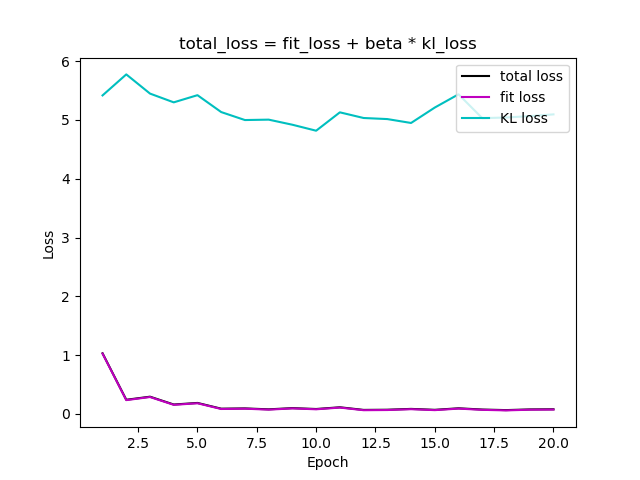 total_loss = fit_loss + beta * kl_loss
6
5
4
3
2
1
0
Loss
total loss
fit loss
KL loss
2.5 5.0 7.5 10.0 12.5 15.0 17.5 20.0
Epoch